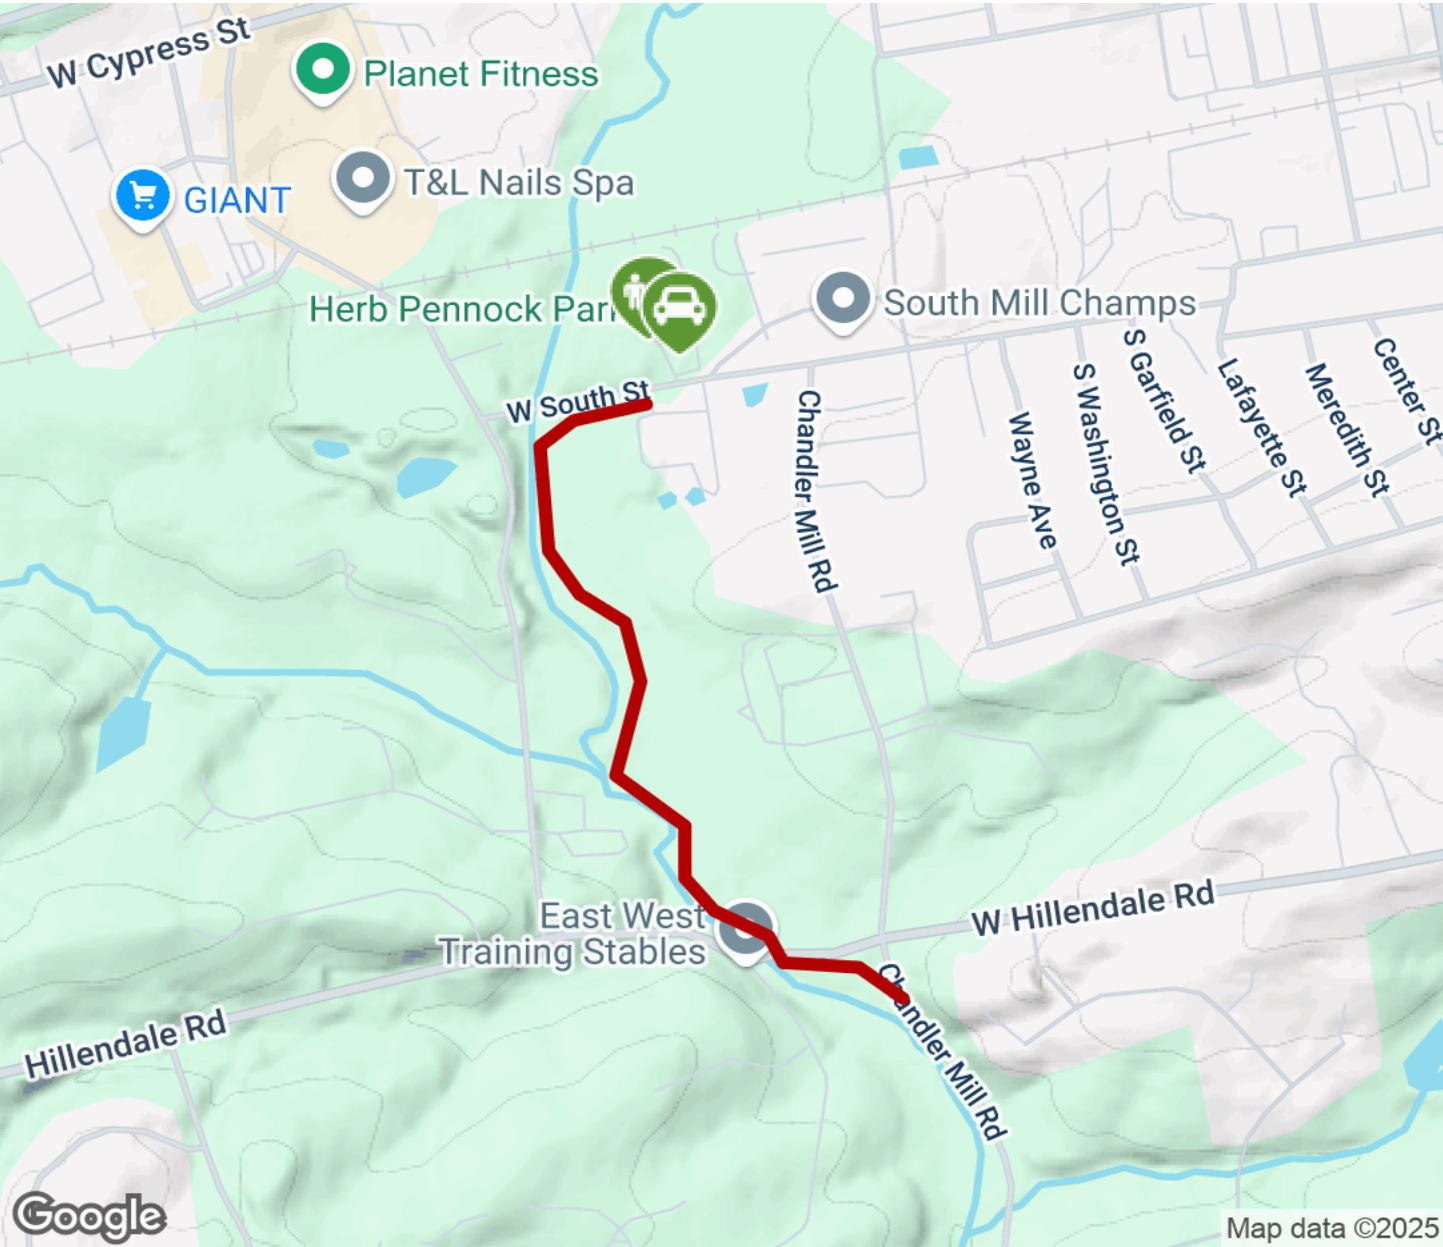 W Cypress St
Planet Fitness
T&L Nails Spa
GIANT
Herb Pennock Par
South Mill Champs
W South St
Chandler Mill Rd
Wayne Ave
S Washington St
S Garfield St
Lafayette St
Meredith St
Center St
East West
Training Stables
W Hillendale Rd
Hillendale Rd
Chandler Mill Rd
Google
Map data ©2025